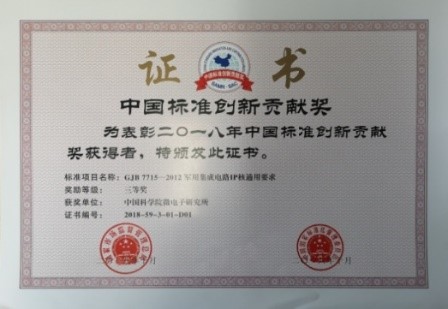 证 书
中国标准创新贡献奖
为表彰二〇一八年中国标准创新贡献
奖获得者，特颁发此证书。
标准项目名称：GJB 7715—2012 军用集成电路IP核通用要求
奖励等级：三等奖
获奖单位：中国科学院微电子研究所
证书编号：2018-59-3-01-D01